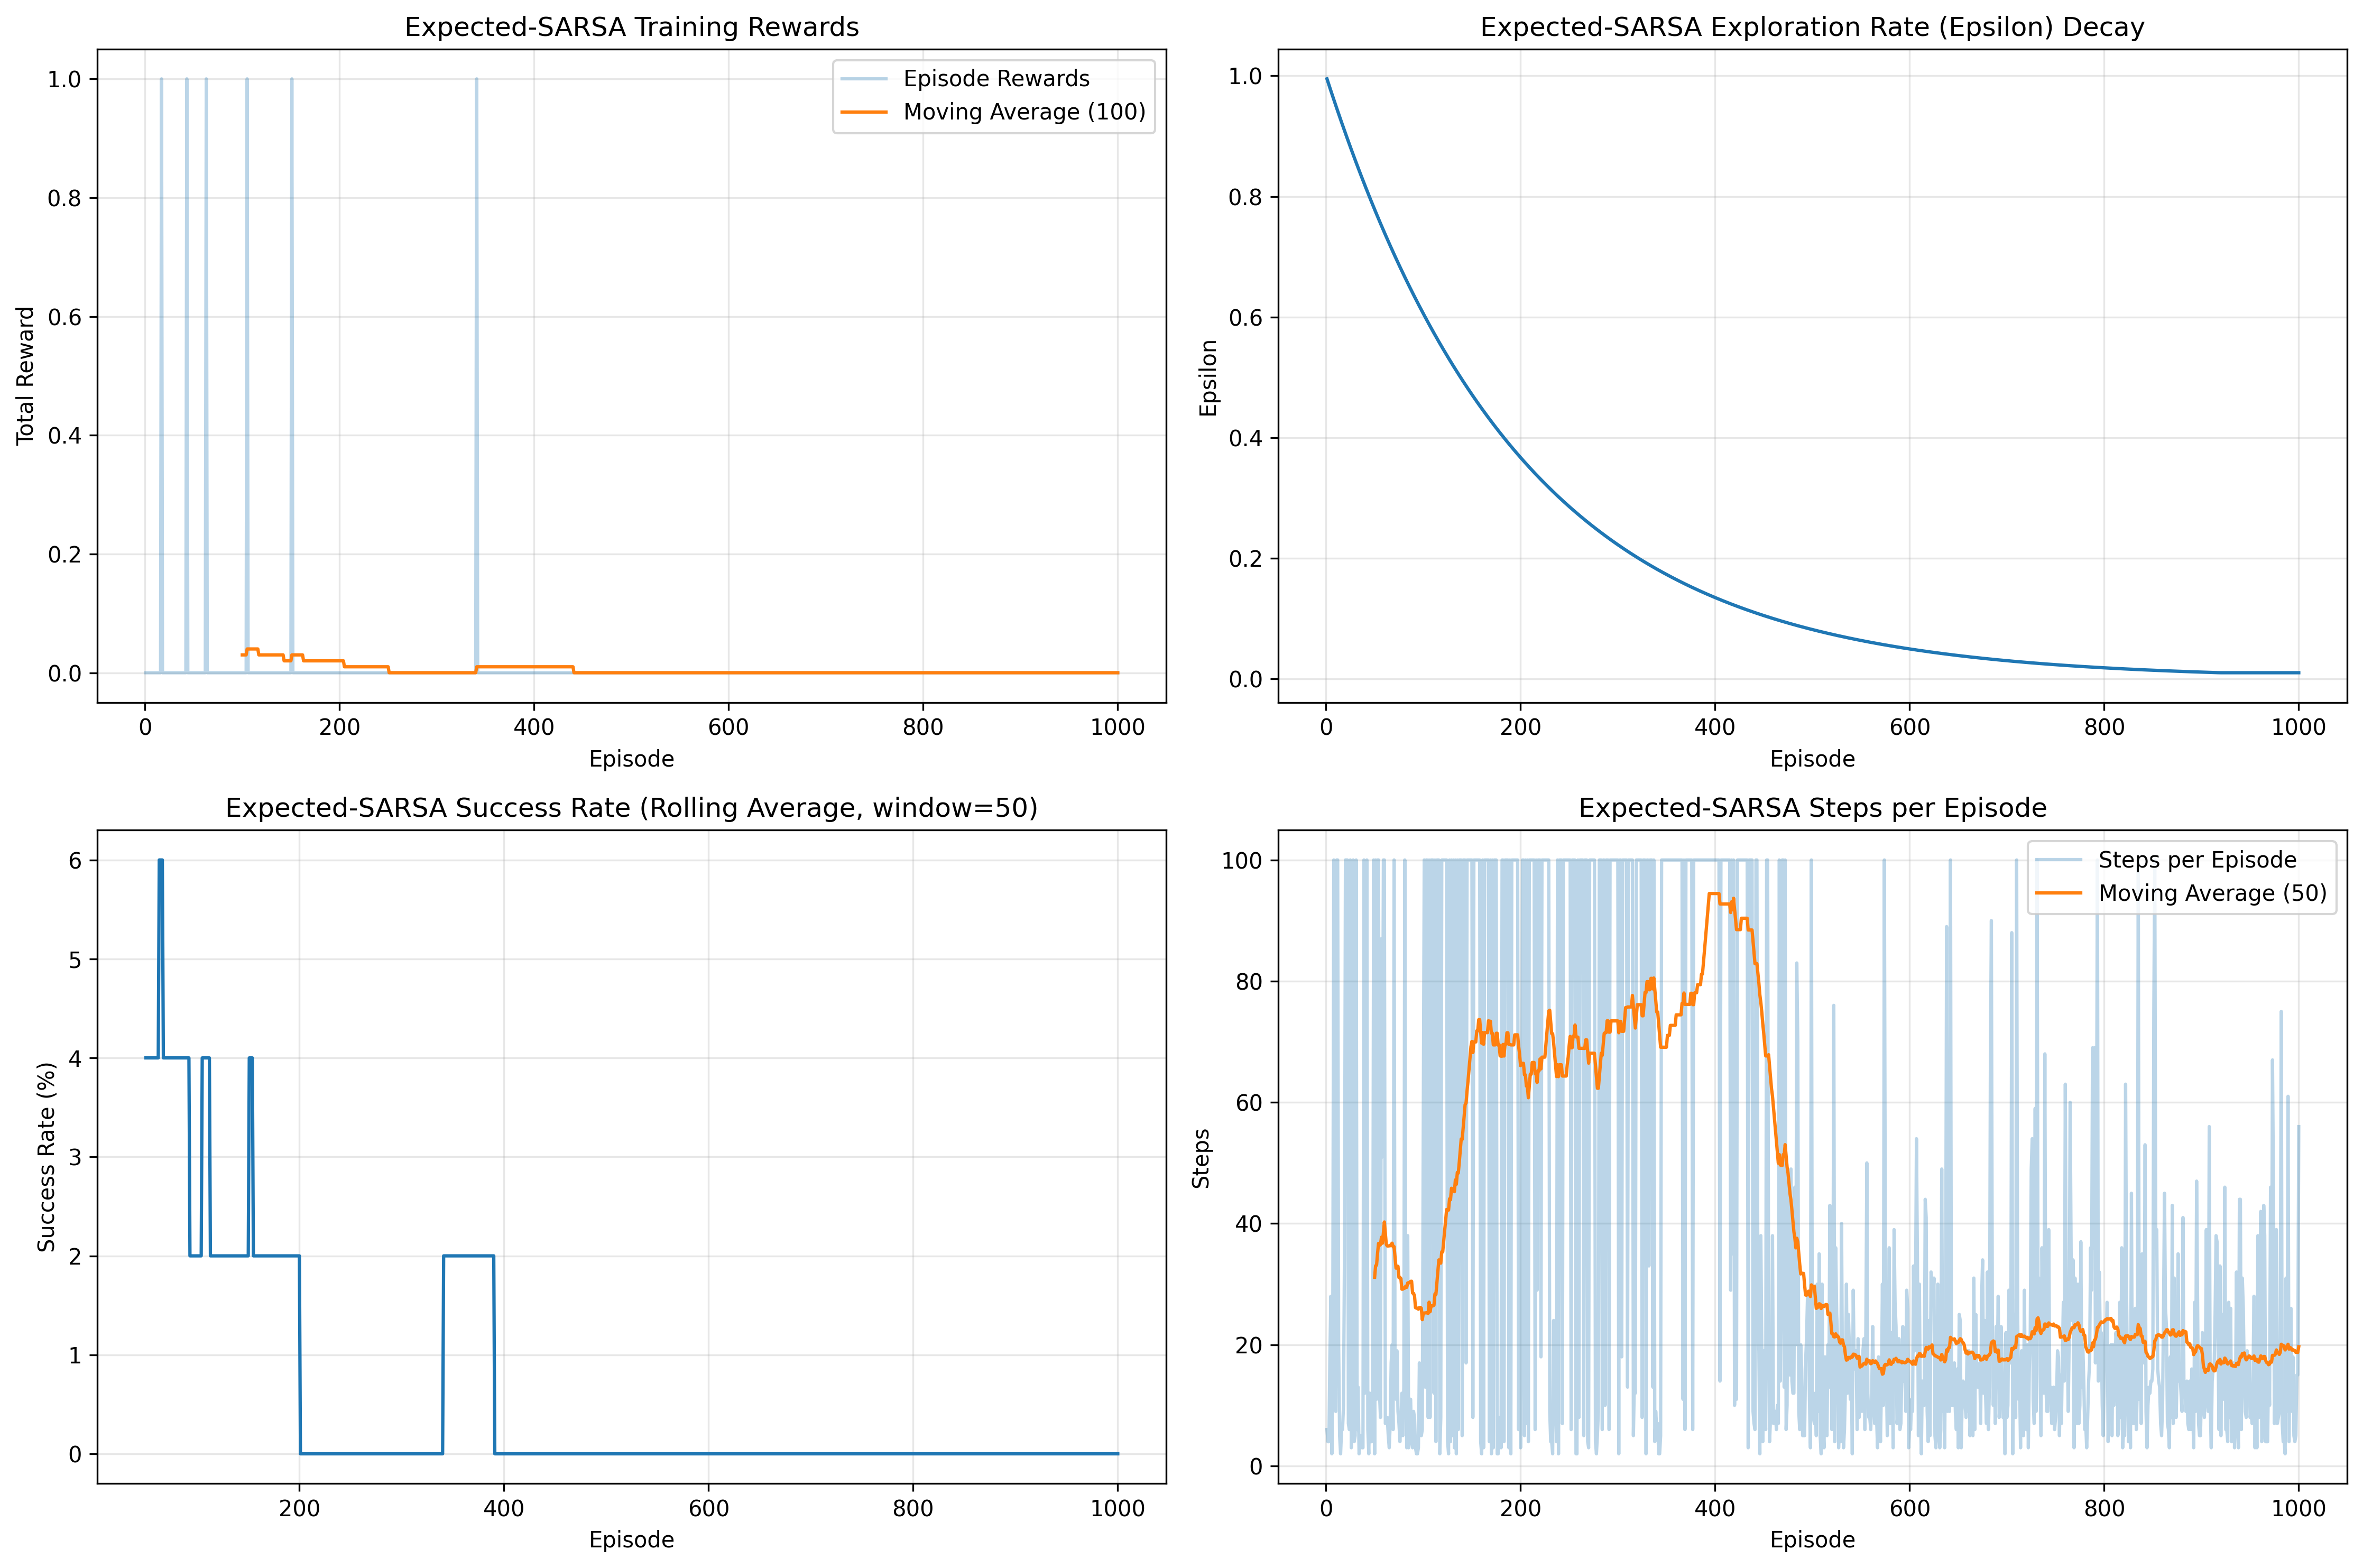 Expected-SARSA Training Rewards
1.0
0.8
0.6
0.4
0.2
0.0
Total Reward
Episode Rewards
Moving Average (100)
0 200 400 600 800 1000
Episode
Expected-SARSA Exploration Rate (Epsilon) Decay
1.0
0.8
0.6
0.4
0.2
0.0
Epsilon
0 200 400 600 800 1000
Episode
Expected-SARSA Success Rate (Rolling Average, window=50)
6
5
4
3
2
1
0
Success Rate (%)
200 400 600 800 1000
Episode
Expected-SARSA Steps per Episode
100
80
60
40
20
0
Steps
Steps per Episode
Moving Average (50)
0 200 400 600 800 1000
Episode